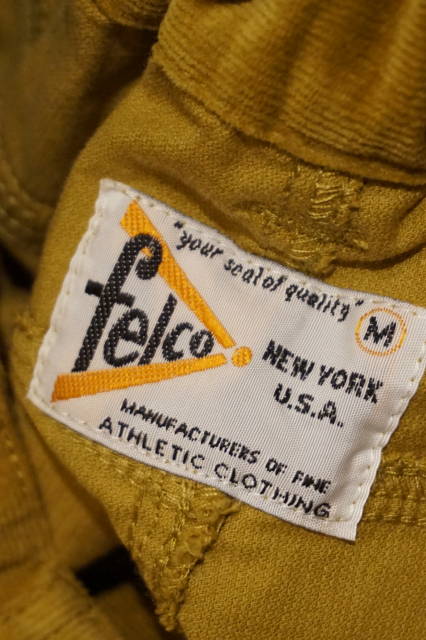 "your seal of quality"
M
felco
NEW YORK
U.S.A.
MANUFACTURERS OF FINE
ATHLETIC CLOTHING